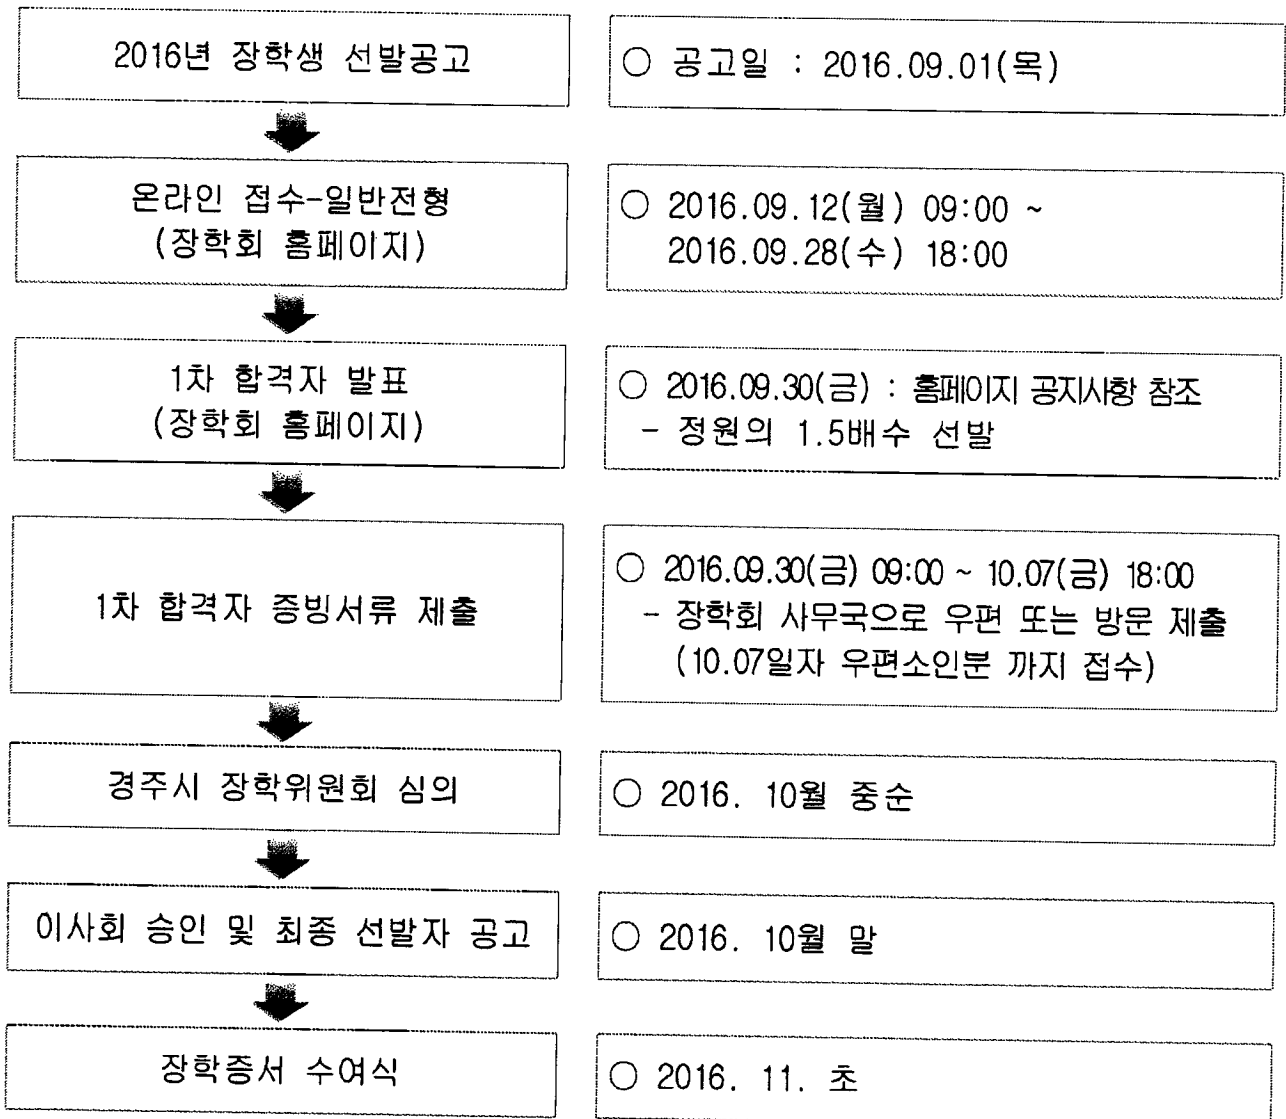 2016년 장학생 선발공고
○ 공고일 : 2016.09.01(목)
온라인 접수-일반전형
(장학회 홈페이지)
○ 2016.09.12(월) 09:00 ~
2016.09.28(수) 18:00
1차 합격자 발표
(장학회 홈페이지)
○ 2016.09.30(금) : 홈페이지 공지사항 참조
- 정원의 1.5배수 선발
1차 합격자 증빙서류 제출
○ 2016.09.30(금) 09:00 ~ 10.07(금) 18:00
- 장학회 사무국으로 우편 또는 방문 제출
(10.07일자 우편소인분 까지 접수)
경주시 장학위원회 심의
○ 2016. 10월 중순
이사회 승인 및 최종 선발자 공고
○ 2016. 10월 말
장학증서 수여식
○ 2016. 11. 초